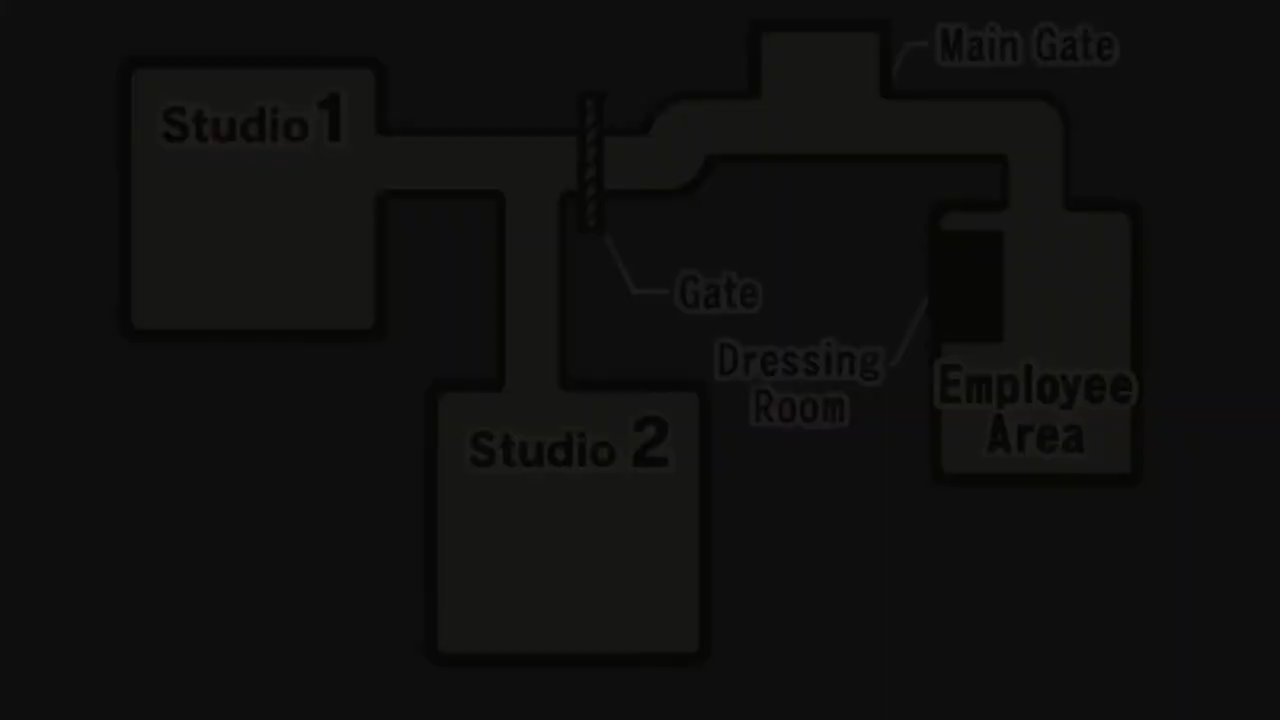 Main Gate
Studio 1
Gate
Dressing
Room
Employee
Area
Studio 2